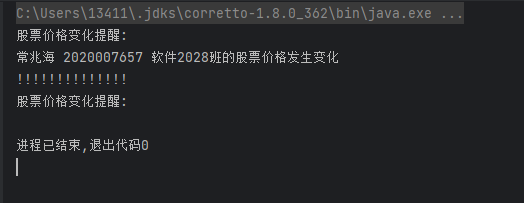 C:\Users\13411\.jdks\corretto-1.8.0_362\bin\java.exe ...
股票价格变化提醒:
常兆海 2020007657 软件2028班的股票价格发生变化
!!!!!!!!!!!!!!
股票价格变化提醒:
进程已结束,退出代码0